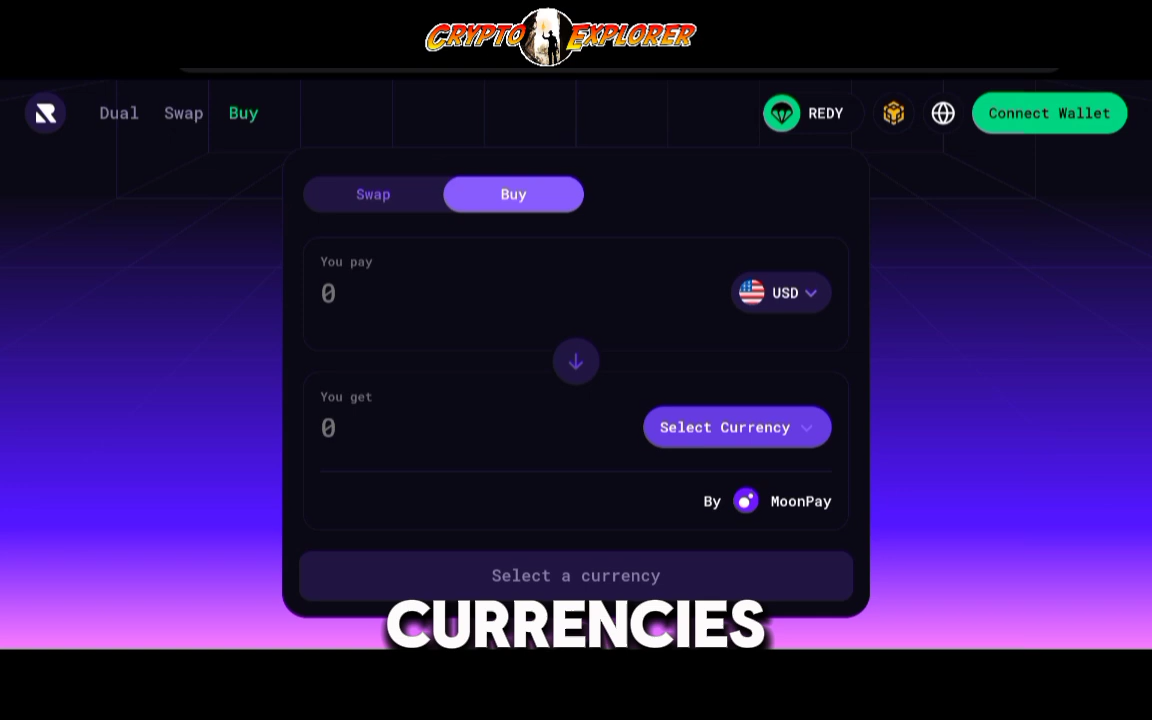 CRYPTO EXPLORER
Dual Swap Buy REDY Connect Wallet
Swap Buy
You pay
0 USD
You get
0 Select Currency
By MoonPay
Select a currency
CURRENCIES